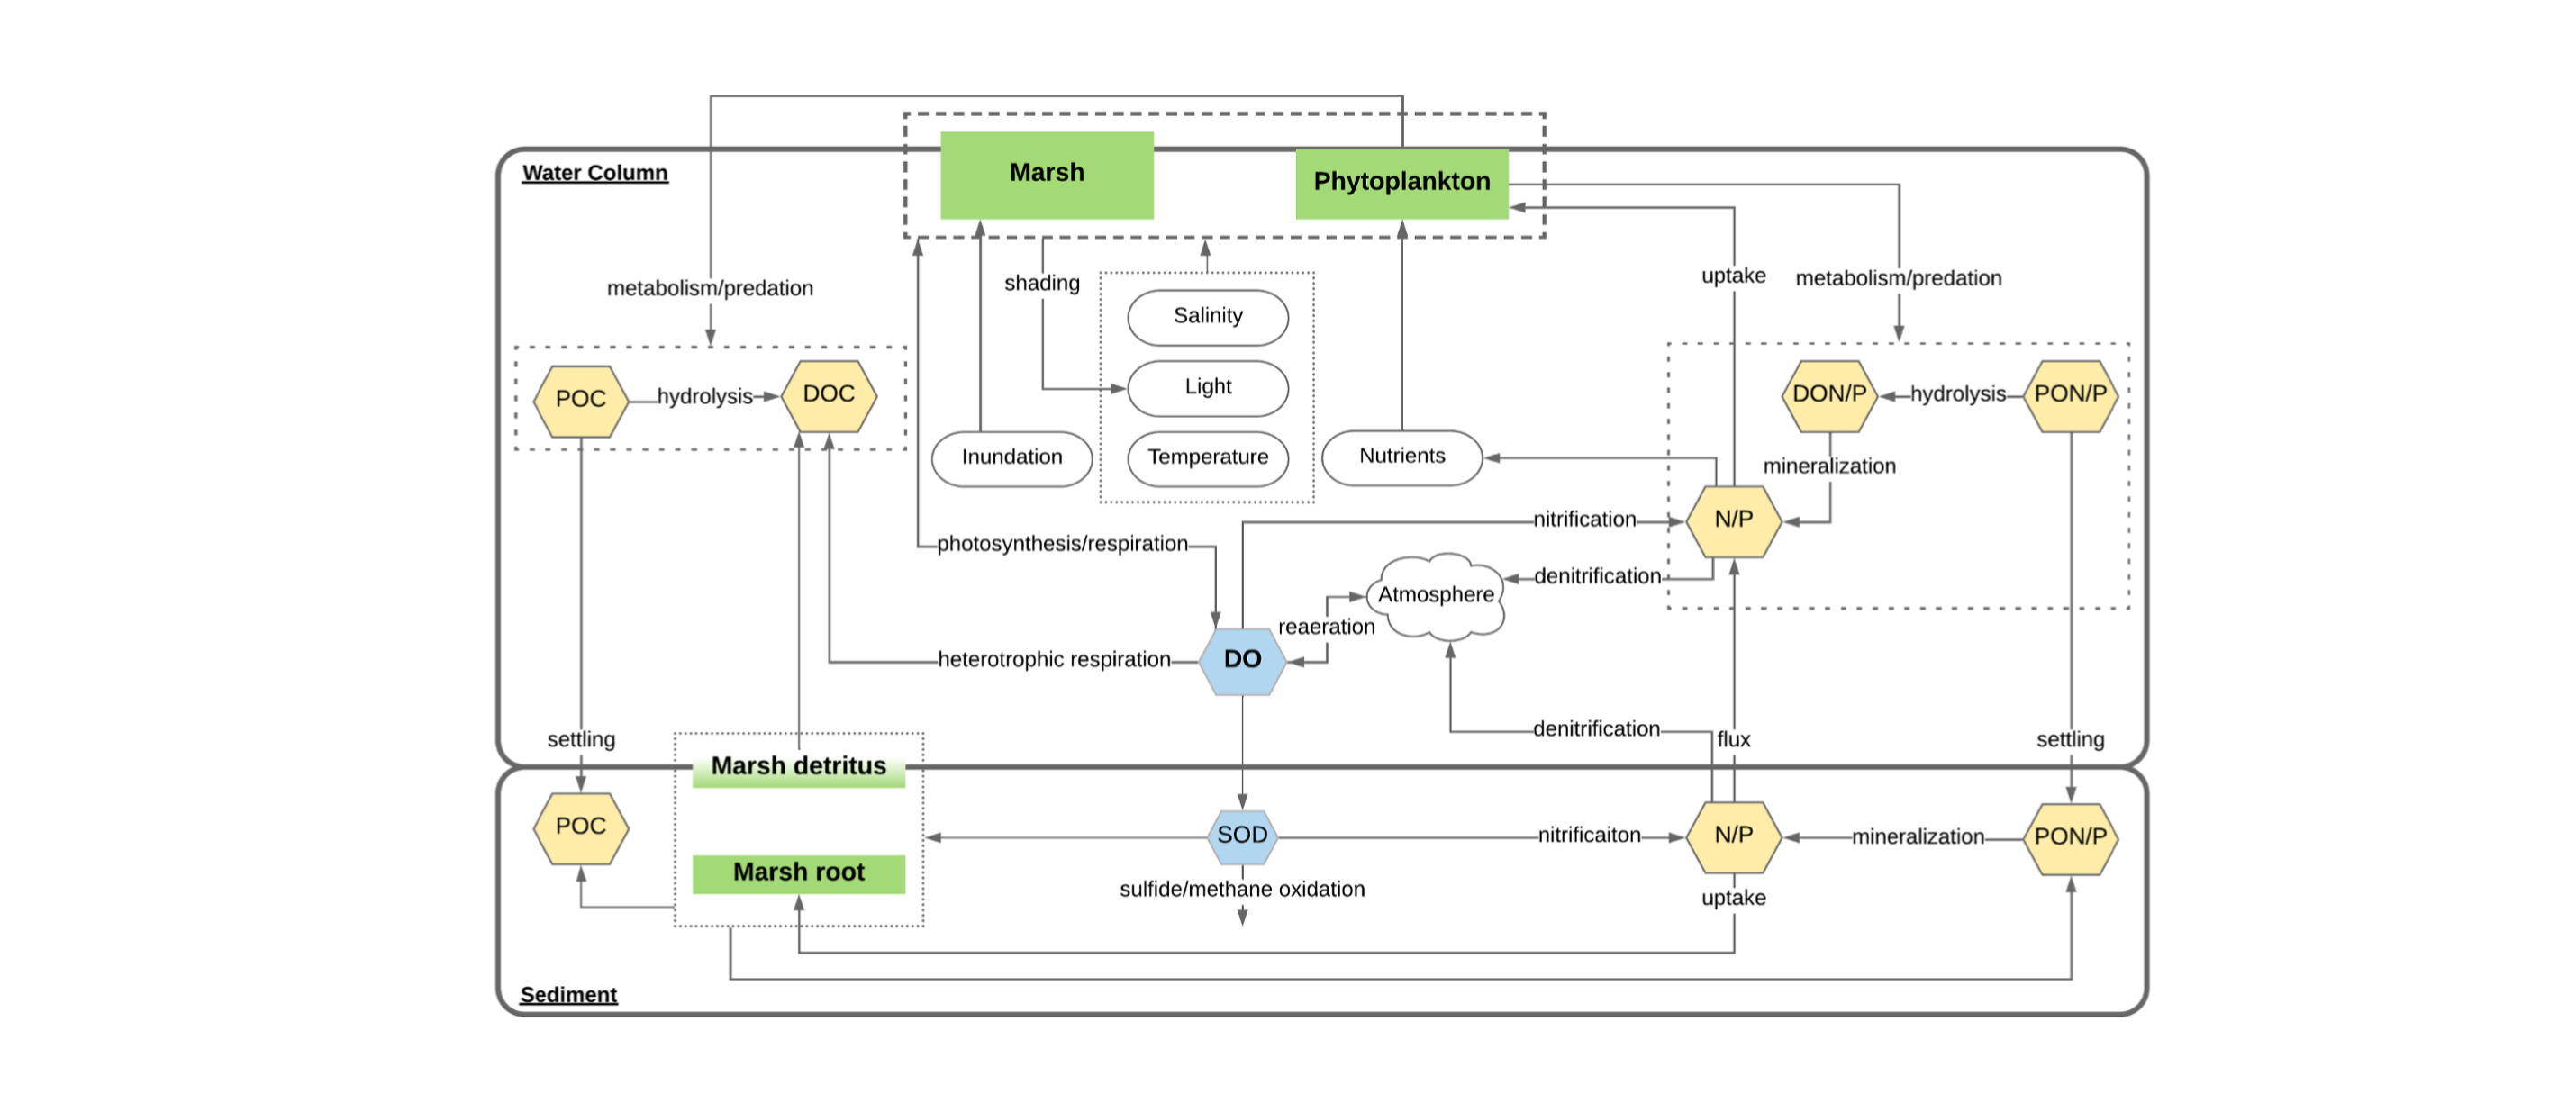 Water Column
Marsh
Phytoplankton
metabolism/predation
shading
uptake
metabolism/predation
Salinity
Light
Temperature
POC
hydrolysis
DOC
Inundation
Nutrients
DON/P
hydrolysis
PON/P
mineralization
N/P
nitrification
photosynthesis/respiration
denitrification
Atmosphere
reaeration
heterotrophic respiration
DO
settling
denitrification
flux
settling
Marsh detritus
POC
SOD
nitrificaiton
N/P
mineralization
PON/P
Marsh root
sulfide/methane oxidation
uptake
Sediment